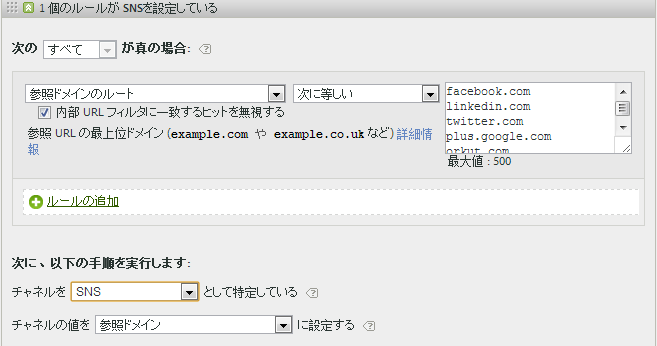 1 個のルールが SNSを設定している
次の すべて が真の場合: ?
参照ドメインのルート 次に等しい facebook.com
linkedin.com
twitter.com
plus.google.com
orkut.com
内部 URL フィルタに一致するヒットを無視する
参照 URL の最上位ドメイン (example.com や example.co.uk など) 詳細情
報
最大値 : 500
ルールの追加
次に、以下の手順を実行します:
チャネルを SNS として特定している ?
チャネルの値を 参照ドメイン に設定する ?